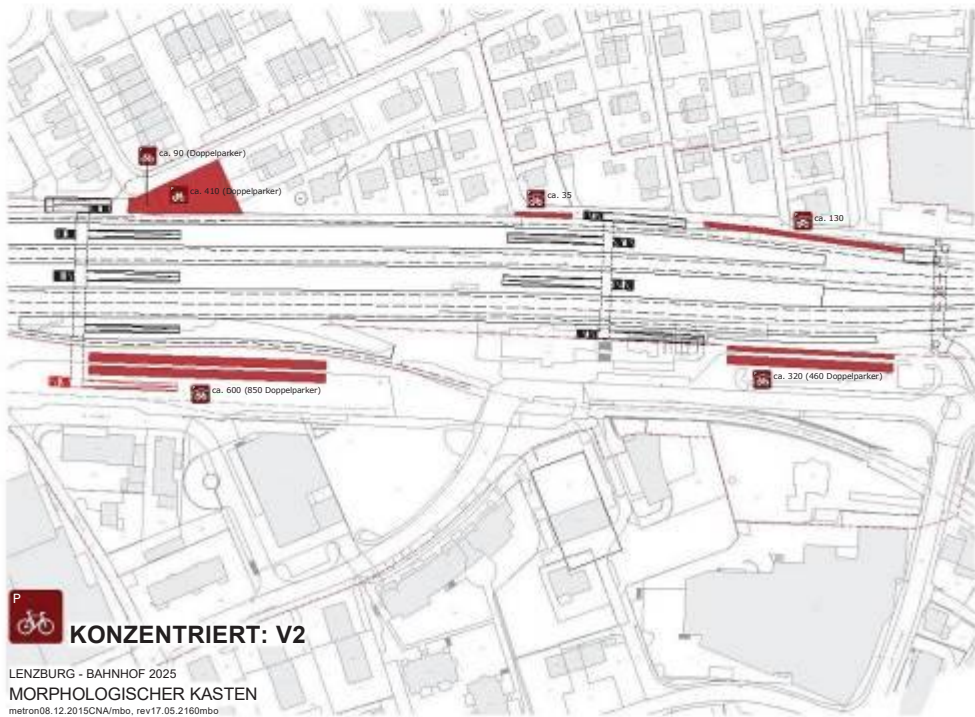 ca. 90 (Doppelparker)
ca. 410 (Doppelparker)
ca. 35
ca. 130
ca. 600 (850 Doppelparker)
ca. 320 (460 Doppelparker)
P
KONZENTRIERT: V2
LENZBURG - BAHNHOF 2025
MORPHOLOGISCHER KASTEN
metron08.12.2015CNA/mbo, rev17.05.2160mbo